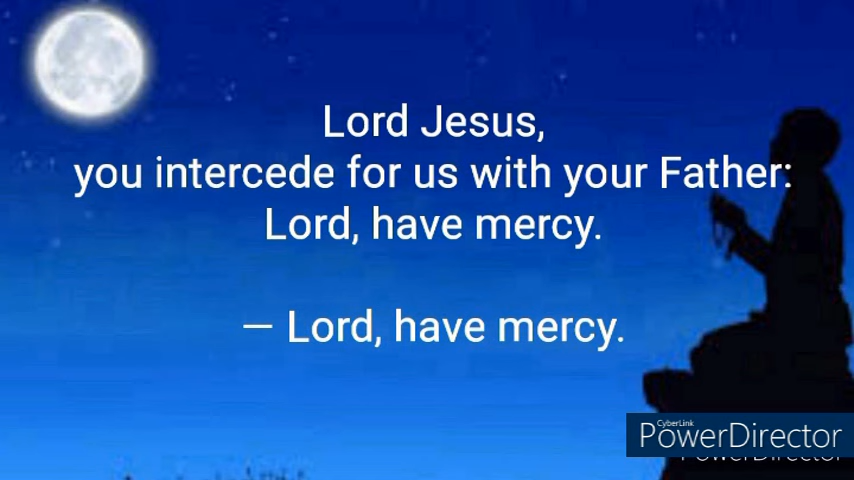 Lord Jesus,
you intercede for us with your Father:
Lord, have mercy.
— Lord, have mercy.
CyberLink
PowerDirector
PowerDirector